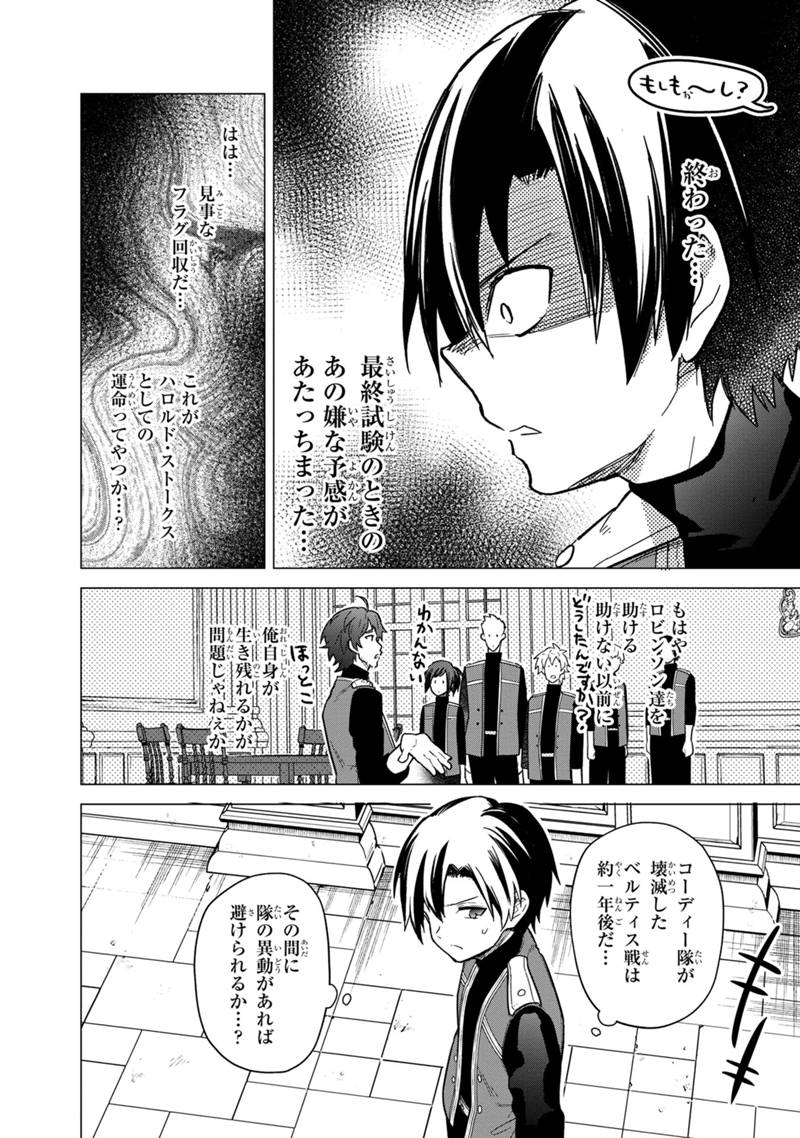 もしもか〜し？
終わった…
最終試験のときの
あの嫌な予感が
あたっちまった…
はは…
見事な
フラグ回収だ…
これが
ハロルド・ストークス
としての
運命ってやつか…？
もはや
ロビンソン達を
助ける
助けない以前に
どうしたんですか？
わかんない
ほっとこ
俺自身が
生き残れるかが
問題じゃねぇか
コーディー隊が
壊滅した
ベルティス戦は
約一年後だ…
その間に
隊の異動があれば
避けられるか…？